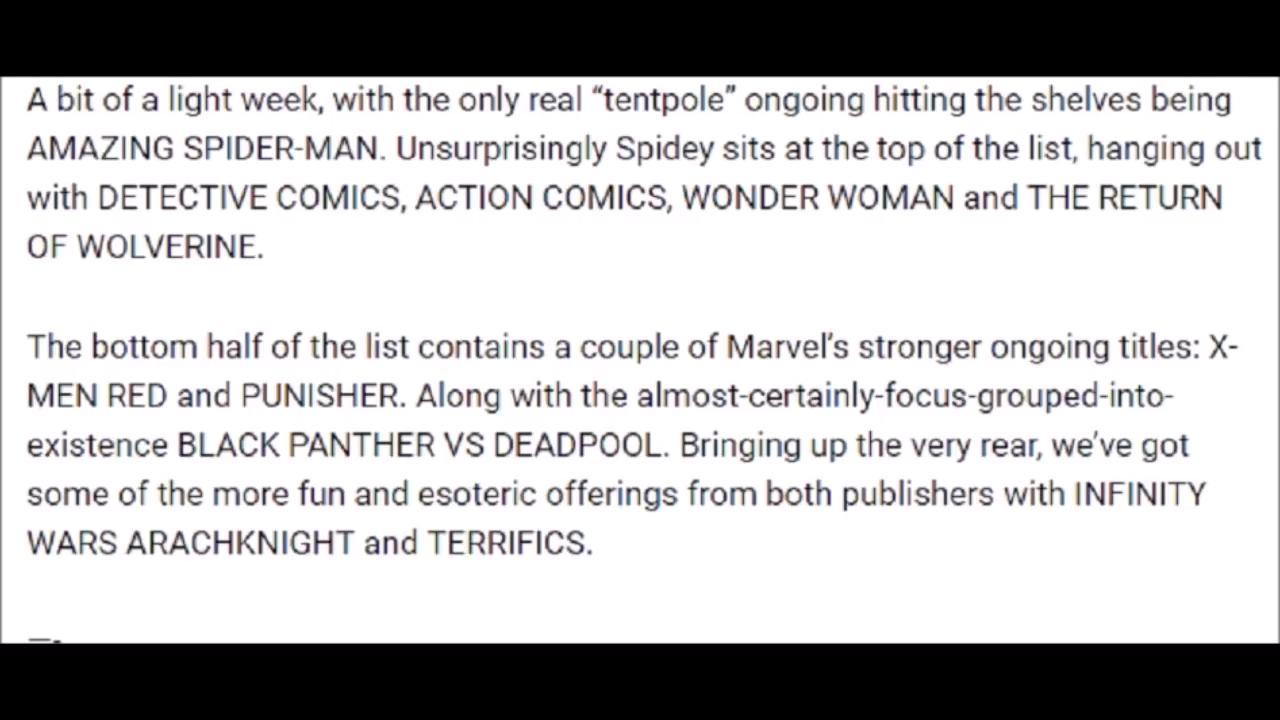 A bit of a light week, with the only real “tentpole” ongoing hitting the shelves being
AMAZING SPIDER-MAN. Unsurprisingly Spidey sits at the top of the list, hanging out
with DETECTIVE COMICS, ACTION COMICS, WONDER WOMAN and THE RETURN
OF WOLVERINE.
The bottom half of the list contains a couple of Marvel’s stronger ongoing titles: X-
MEN RED and PUNISHER. Along with the almost-certainly-focus-grouped-into-
existence BLACK PANTHER VS DEADPOOL. Bringing up the very rear, we’ve got
some of the more fun and esoteric offerings from both publishers with INFINITY
WARS ARACHKNIGHT and TERRIFICS.